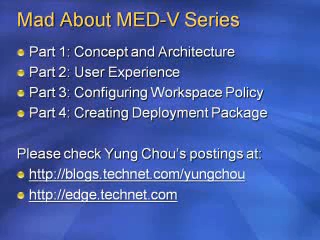 Mad About MED-V Series
Part 1: Concept and Architecture
Part 2: User Experience
Part 3: Configuring Workspace Policy
Part 4: Creating Deployment Package
Please check Yung Chou's postings at:
http://blogs.technet.com/yungchou
http://edge.technet.com